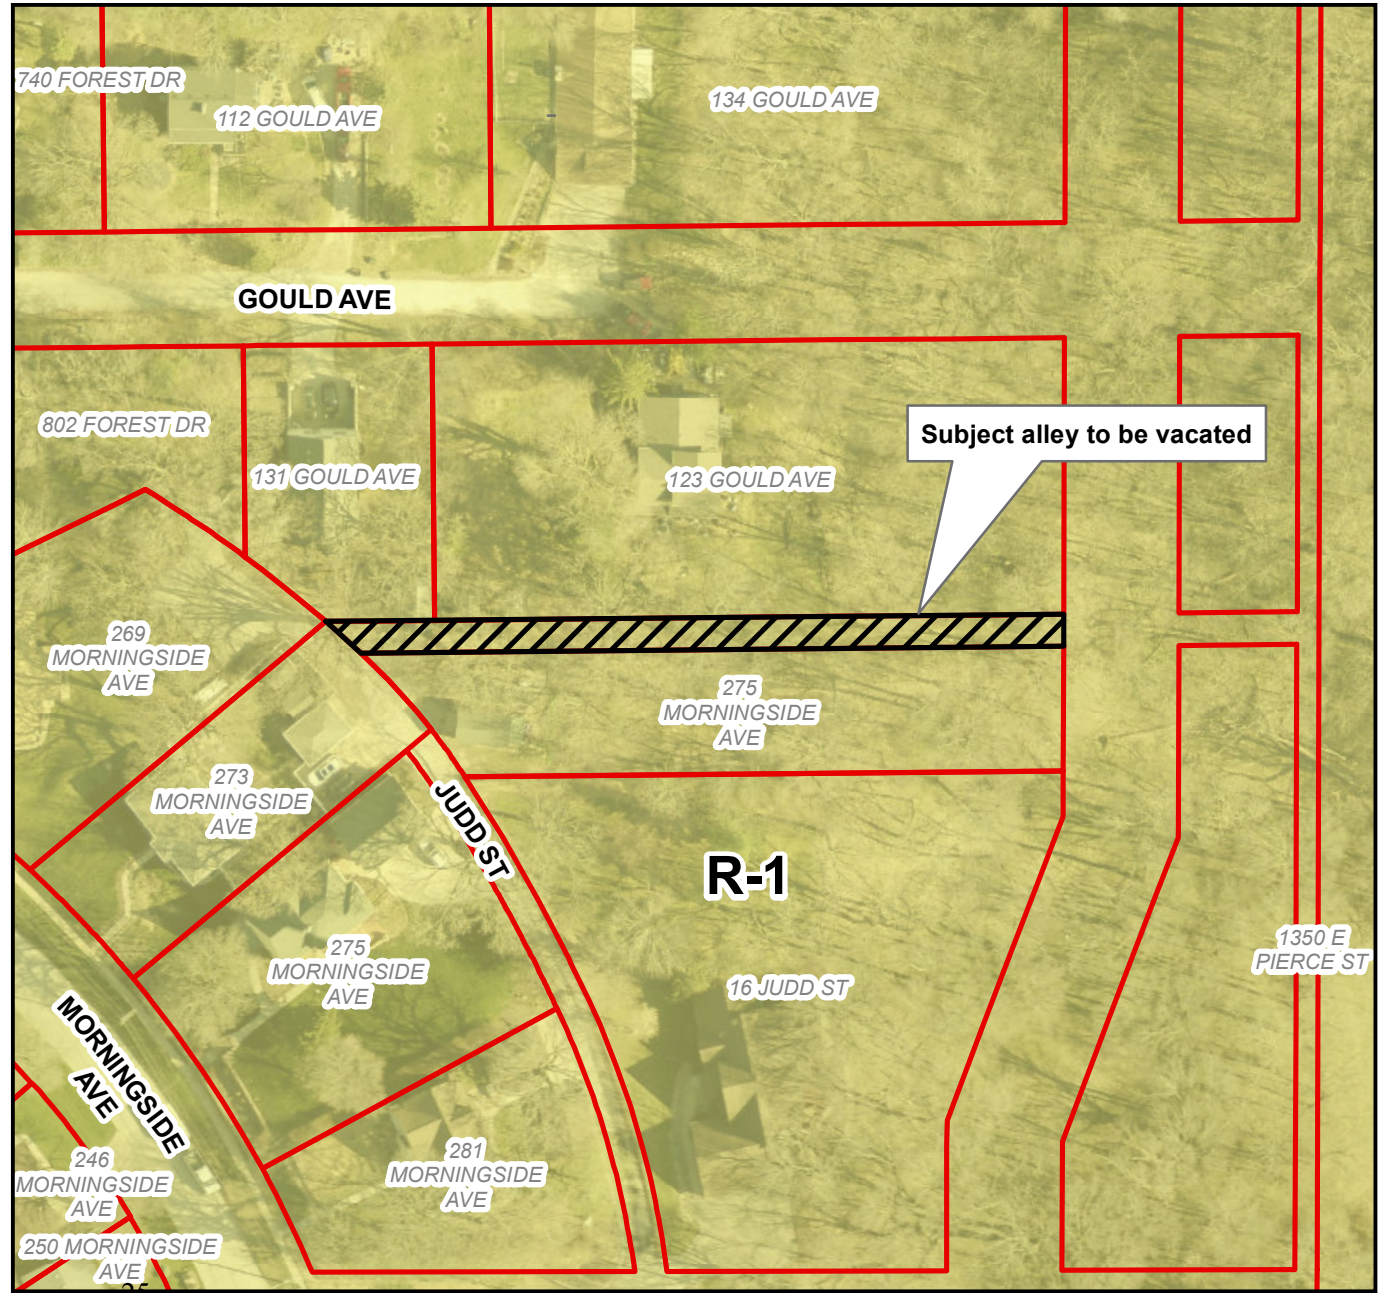 740 FOREST DR
112 GOULD AVE
134 GOULD AVE
GOULD AVE
802 FOREST DR
131 GOULD AVE
123 GOULD AVE
Subject alley to be vacated
269
MORNINGSIDE
AVE
275
MORNINGSIDE
AVE
273
MORNINGSIDE
AVE
JUDD ST
R-1
275
MORNINGSIDE
AVE
16 JUDD ST
1350 E
PIERCE ST
MORNINGSIDE
AVE
281
MORNINGSIDE
AVE
246
MORNINGSIDE
AVE
250 MORNINGSIDE
AVE